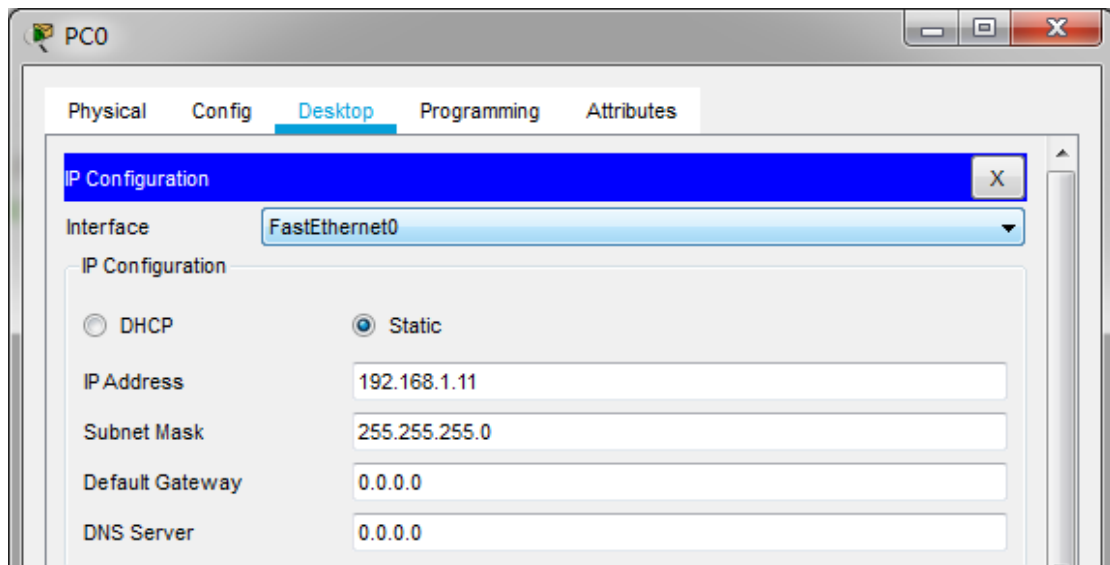 PC0
Physical Config Desktop Programming Attributes
IP Configuration X
Interface FastEthernet0
IP Configuration
DHCP Static
IP Address 192.168.1.11
Subnet Mask 255.255.255.0
Default Gateway 0.0.0.0
DNS Server 0.0.0.0